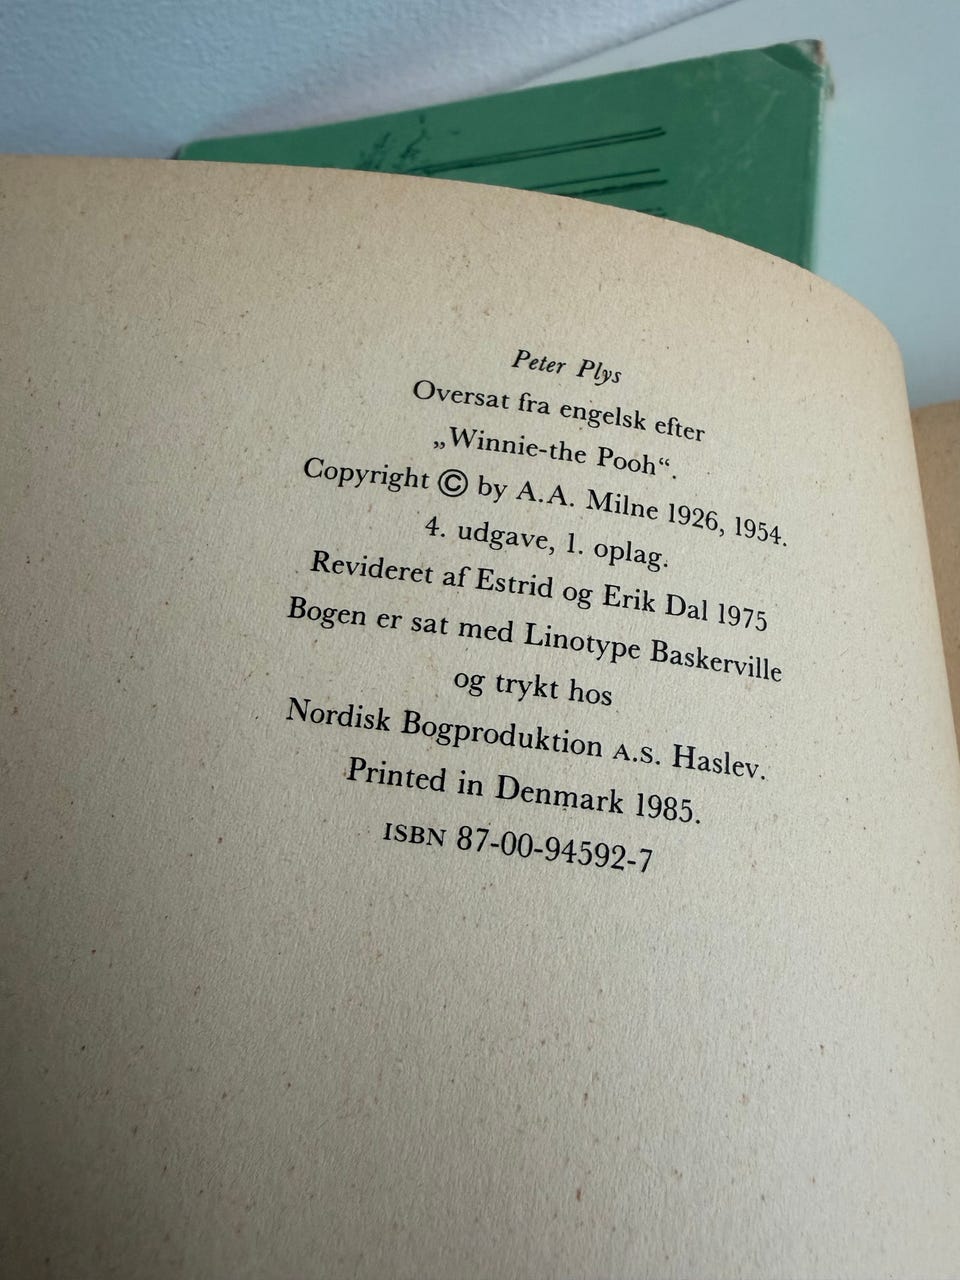 Peter Plys
Oversat fra engelsk efter
„Winnie-the Pooh“.
Copyright © by A.A. Milne 1926, 1954.
4. udgave, 1. oplag.
Revideret af Estrid og Erik Dal 1975
Bogen er sat med Linotype Baskerville
og trykt hos
Nordisk Bogproduktion A.S. Haslev.
Printed in Denmark 1985.
ISBN 87-00-94592-7